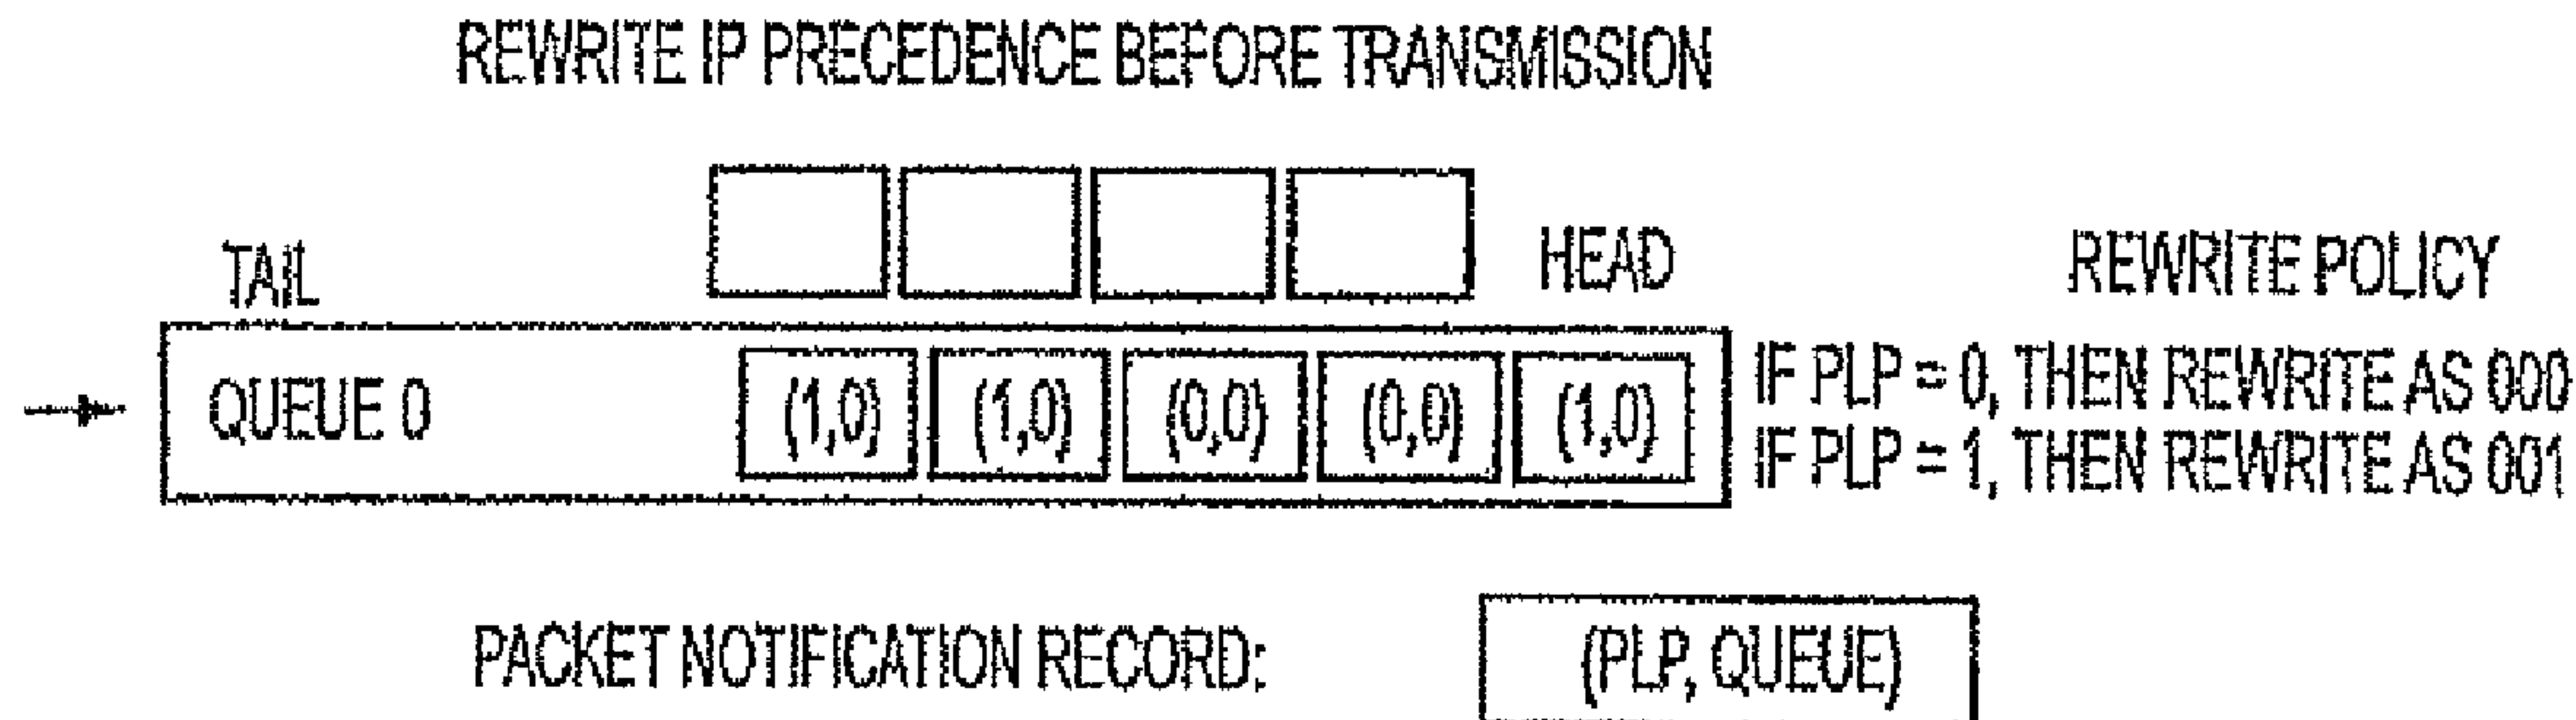 REWRITE IP PRECEDENCE BEFORE TRANSMISSION
TAIL
HEAD
REWRITE POLICY
QUEUE 0
(1,0) (1,0) (0,0) (0,0) (1,0)
IF PLP = 0, THEN REWRITE AS 000
IF PLP = 1, THEN REWRITE AS 001
PACKET NOTIFICATION RECORD:
(PLP, QUEUE)